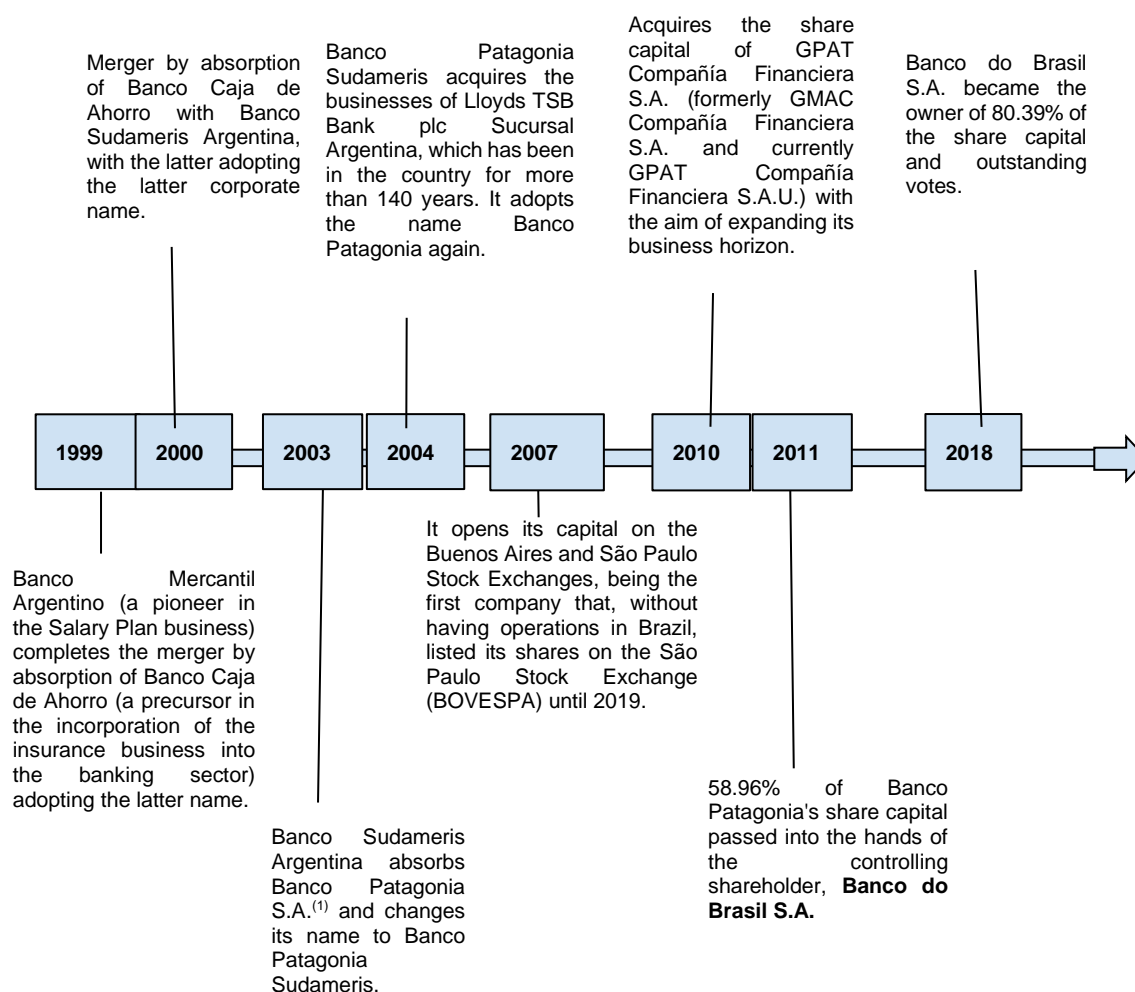 Merger by absorption
of Banco Caja de
Ahorro with Banco
Sudameris Argentina,
with the latter adopting
the latter corporate
name.
Banco Patagonia
Sudameris acquires the
businesses of Lloyds TSB
Bank plc Sucursal
Argentina, which has been
in the country for more
than 140 years. It adopts
the name Banco
Patagonia again.
Acquires the share
capital of GPAT
Compañía Financiera
S.A. (formerly GMAC
Compañía Financiera
S.A. and currently
GPAT Compañía
Financiera S.A.U.) with
the aim of expanding its
business horizon.
Banco do Brasil
S.A. became the
owner of 80.39% of
the share capital
and outstanding
votes.
1999 2000 2003 2004 2007 2010 2011 2018
Banco Mercantil
Argentino (a pioneer in
the Salary Plan business)
completes the merger by
absorption of Banco Caja
de Ahorro (a precursor in
the incorporation of the
insurance business into
the banking sector)
adopting the latter name.
Banco Sudameris
Argentina absorbs
Banco Patagonia
S.A.(1) and changes
its name to Banco
Patagonia
Sudameris.
It opens its capital on the
Buenos Aires and São Paulo
Stock Exchanges, being the
first company that, without
having operations in Brazil,
listed its shares on the São
Paulo Stock Exchange
(BOVESPA) until 2019.
58.96% of Banco
Patagonia's share capital
passed into the hands of
the controlling
shareholder, Banco do
Brasil S.A.